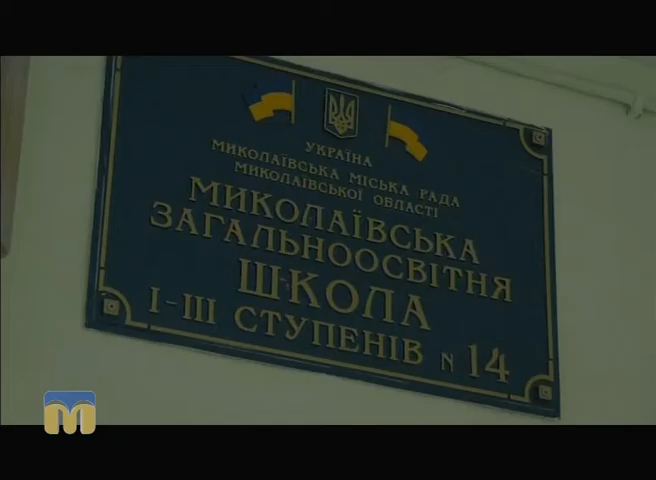 УКРАЇНА
МИКОЛАЇВСЬКА МІСЬКА РАДА
МИКОЛАЇВСЬКОЇ ОБЛАСТІ
МИКОЛАЇВСЬКА
ЗАГАЛЬНООСВІТНЯ
ШКОЛА
І-ІІІ СТУПЕНІВ N 14